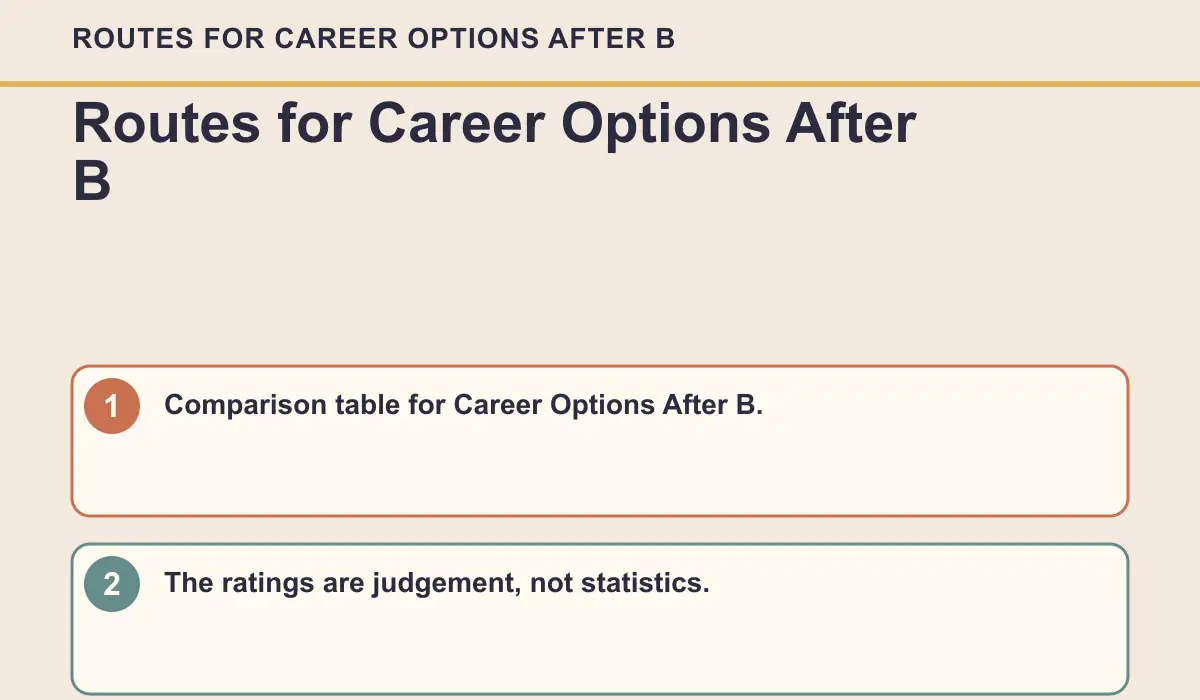 ROUTES FOR CAREER OPTIONS AFTER B
Routes for Career Options After
B
1
Comparison table for Career Options After B.
2
The ratings are judgement, not statistics.